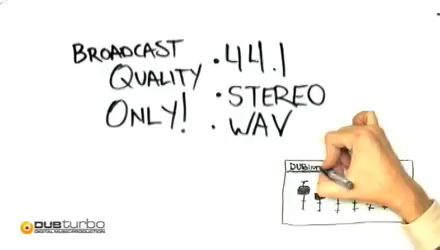 BROADCAST
QUALITY
ONLY!
• 44.1
• STEREO
• WAV
DUBturbo
DIGITAL MUSIC PRODUCTION